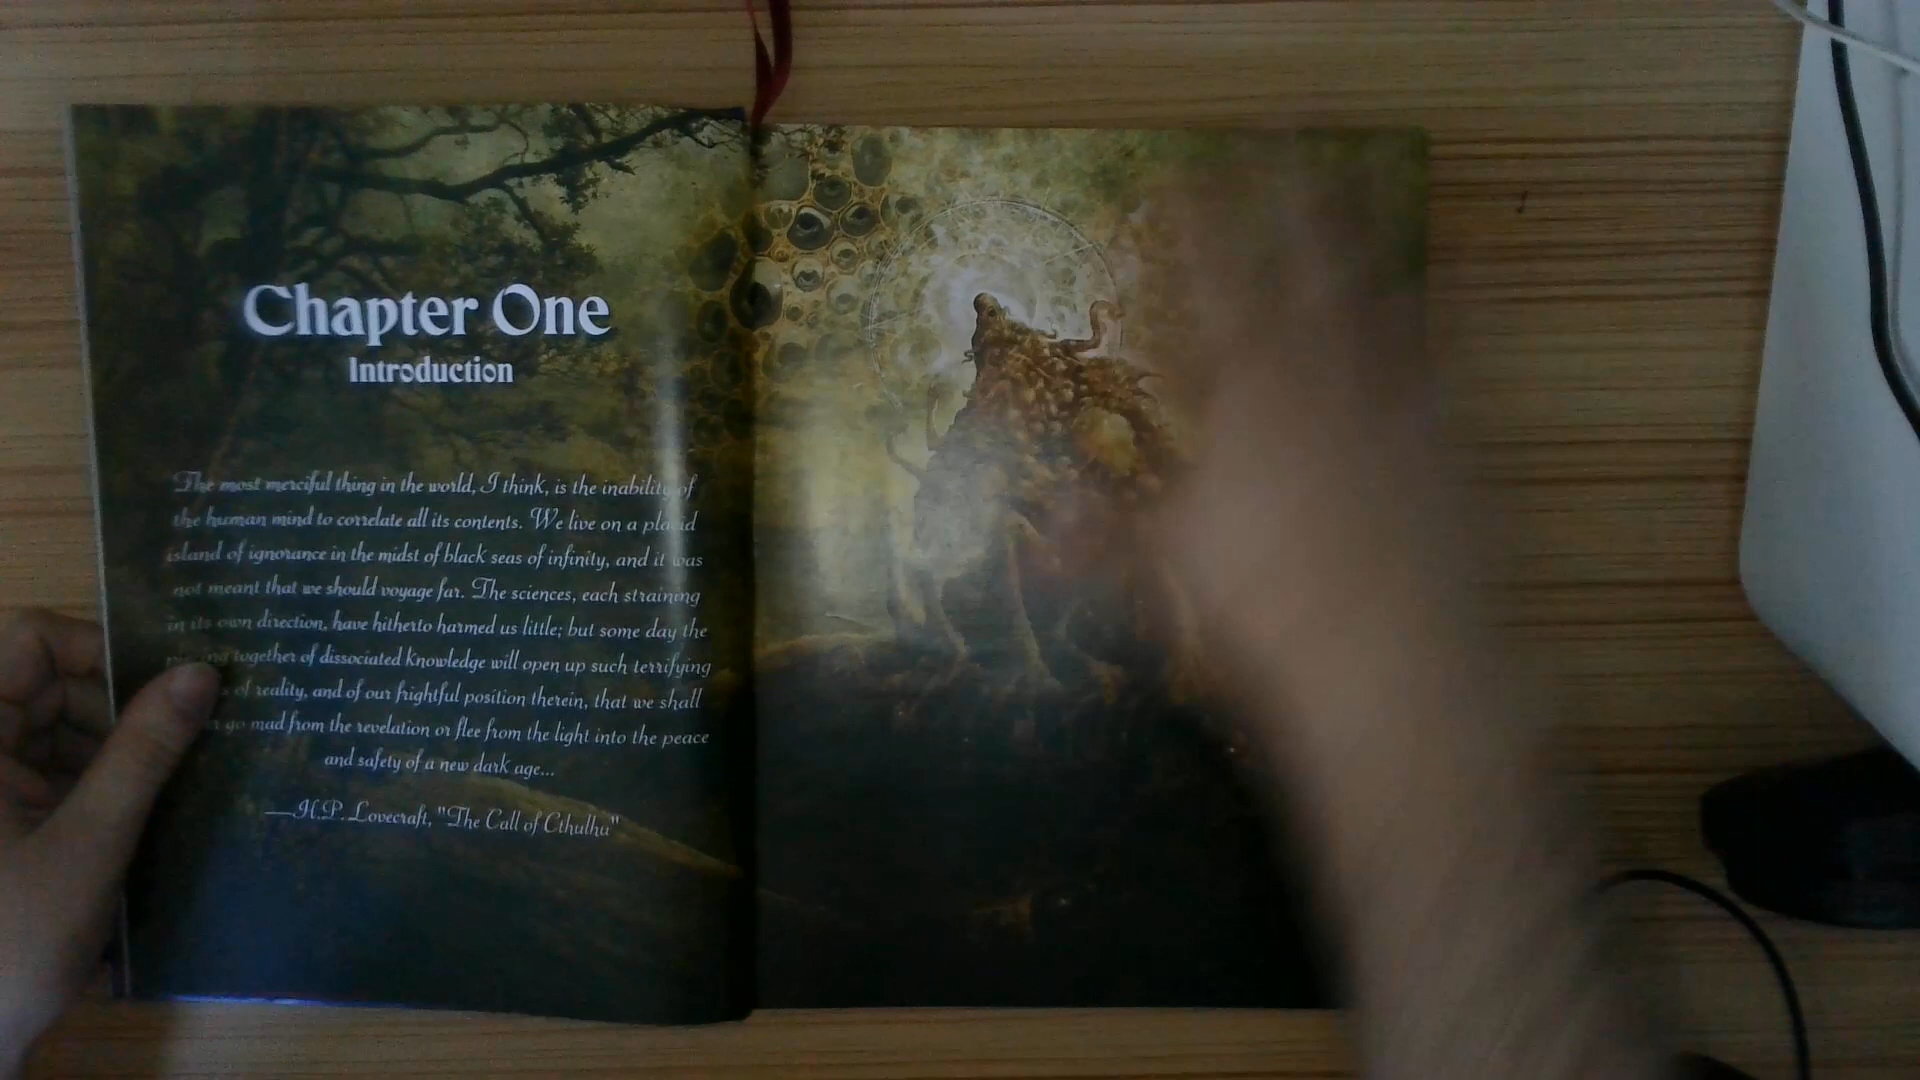 Chapter One
Introduction
The most merciful thing in the world, I think, is the inability of
the human mind to correlate all its contents. We live on a placid
island of ignorance in the midst of black seas of infinity, and it was
not meant that we should voyage far. The sciences, each straining
in its own direction, have hitherto harmed us little; but some day the
together of dissociated knowledge will open up such terrifying
of reality, and of our frightful position therein, that we shall
go mad from the revelation or flee from the light into the peace
and safety of a new dark age...
—H.P. Lovecraft, "The Call of Cthulhu"